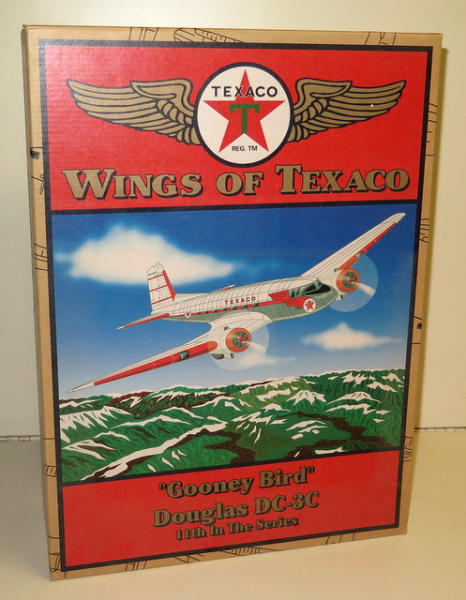 TEXACO
T
REG. TM
WINGS OF TEXACO
TEXACO
"Gooney Bird"
Douglas DC-3C
11th In The Series